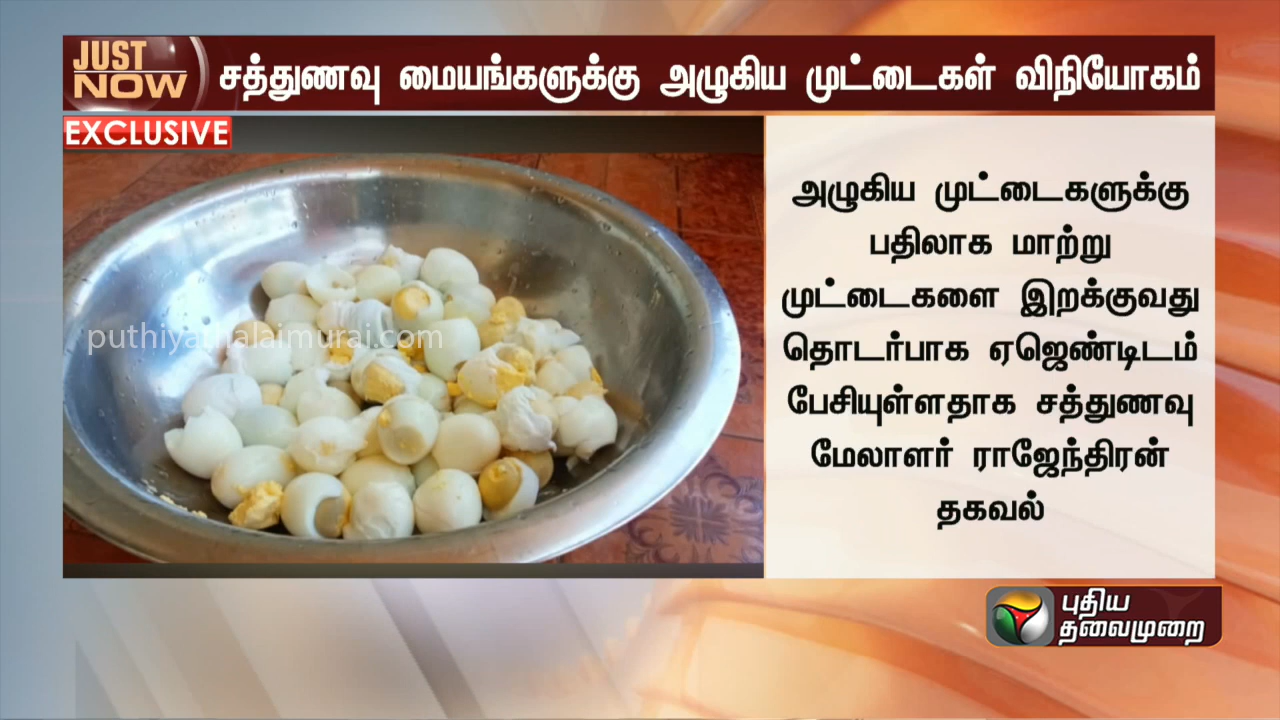 JUST
NOW
சத்துணவு மையங்களுக்கு அழுகிய முட்டைகள் விநியோகம்
EXCLUSIVE
puthiyathalaimurai.com
அழுகிய முட்டைகளுக்கு
பதிலாக மாற்று
முட்டைகளை இறக்குவது
தொடர்பாக ஏஜெண்டிடம்
பேசியுள்ளதாக சத்துணவு
மேலாளர் ராஜேந்திரன்
தகவல்
புதிய
தலைமுறை